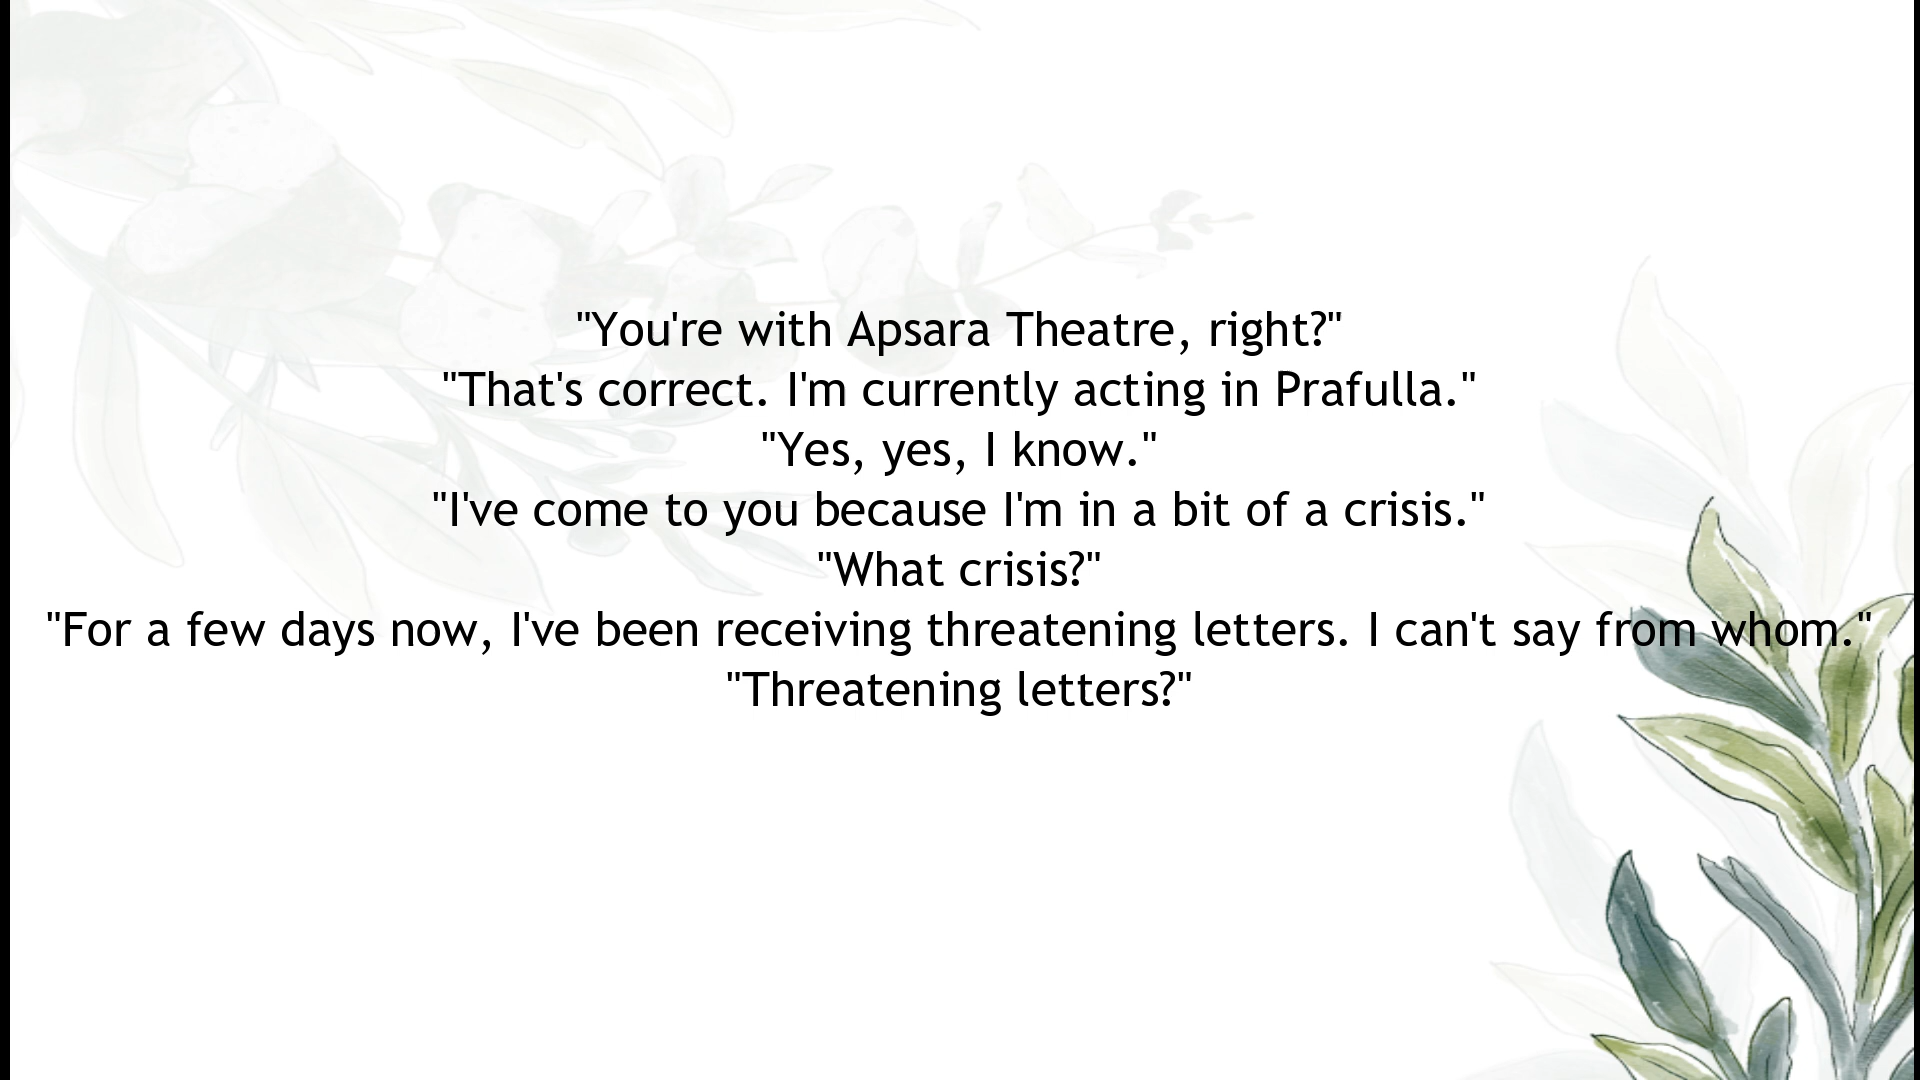 "You're with Apsara Theatre, right?"
"That's correct. I'm currently acting in Prafulla."
"Yes, yes, I know."
"I've come to you because I'm in a bit of a crisis."
"What crisis?"
"For a few days now, I've been receiving threatening letters. I can't say from whom."
"Threatening letters?"